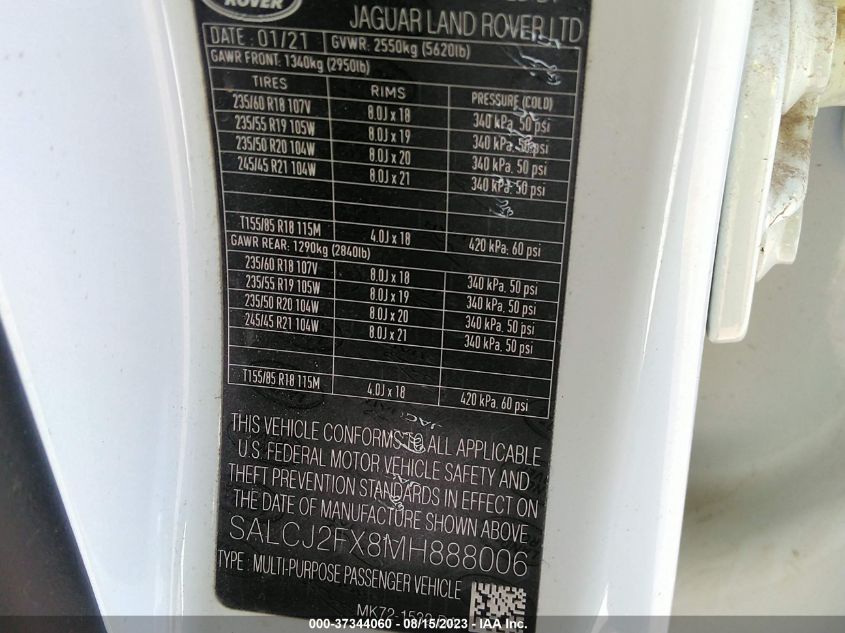 ROVER
JAGUAR LAND ROVER LTD
DATE : 01/21 GVWR: 2550kg (5620lb)
GAWR FRONT: 1340kg (2950lb)
TIRES RIMS PRESSURE (COLD)
235/60 R18 107V 8.0J x 18 340 kPa, 50 psi
235/55 R19 105W 8.0J x 19 340 kPa, 50 psi
235/50 R20 104W 8.0J x 20 340 kPa, 50 psi
245/45 R21 104W 8.0J x 21 340 kPa, 50 psi
T155/85 R18 115M 4.0J x 18 420 kPa, 60 psi
GAWR REAR: 1290kg (2840lb)
235/60 R18 107V 8.0J x 18 340 kPa, 50 psi
235/55 R19 105W 8.0J x 19 340 kPa, 50 psi
235/50 R20 104W 8.0J x 20 340 kPa, 50 psi
245/45 R21 104W 8.0J x 21 340 kPa, 50 psi
T155/85 R18 115M 4.0J x 18 420 kPa, 60 psi
THIS VEHICLE CONFORMS TO ALL APPLICABLE
U.S. FEDERAL MOTOR VEHICLE SAFETY AND
THEFT PREVENTION STANDARDS IN EFFECT ON
THE DATE OF MANUFACTURE SHOWN ABOVE
SALCJ2FX8MH888006
TYPE : MULTI-PURPOSE PASSENGER VEHICLE
000-37344060 - 08/15/2023 - IAA Inc.